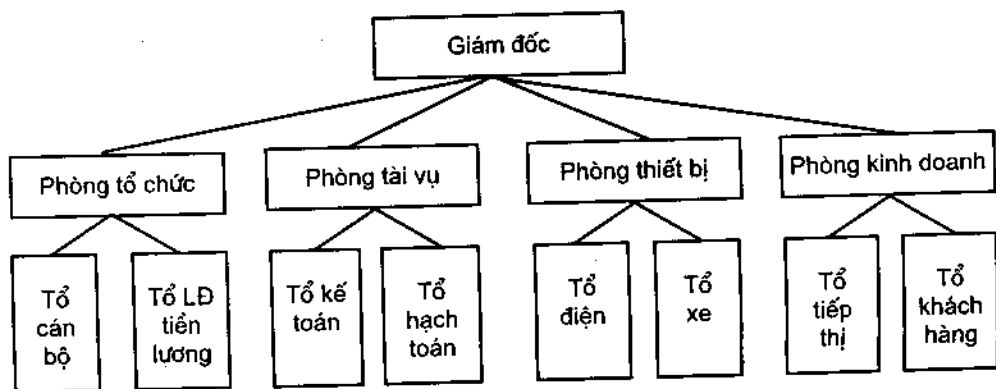 Giám đốc
Phòng tổ chức
Phòng tài vụ
Phòng thiết bị
Phòng kinh doanh
Tổ
cán
bộ
Tổ LĐ
tiền
lương
Tổ kế
toán
Tổ
hạch
toán
Tổ
điện
Tổ
xe
Tổ
tiếp
thị
Tổ
khách
hàng